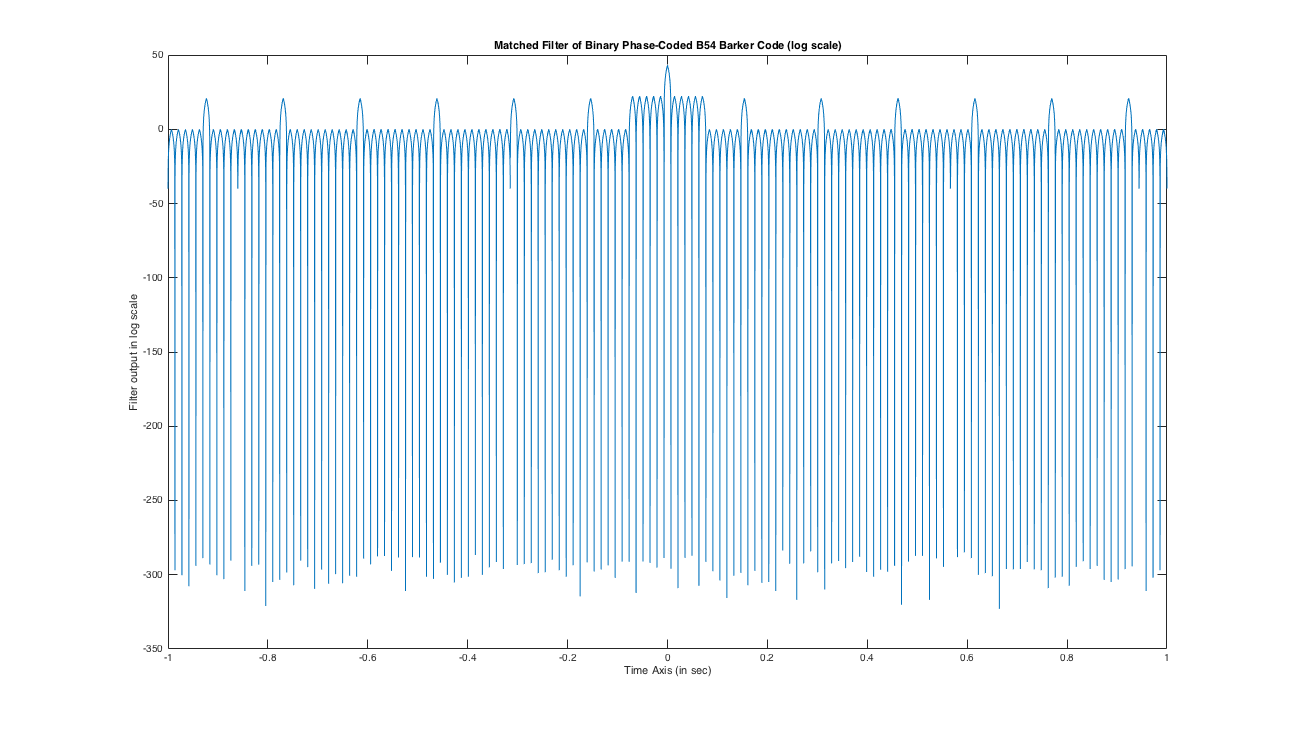 Matched Filter of Binary Phase-Coded B54 Barker Code (log scale)
50
0
-50
-100
-150
-200
-250
-300
-350
Filter output in log scale
-1 -0.8 -0.6 -0.4 -0.2 0 0.2 0.4 0.6 0.8 1
Time Axis (in sec)